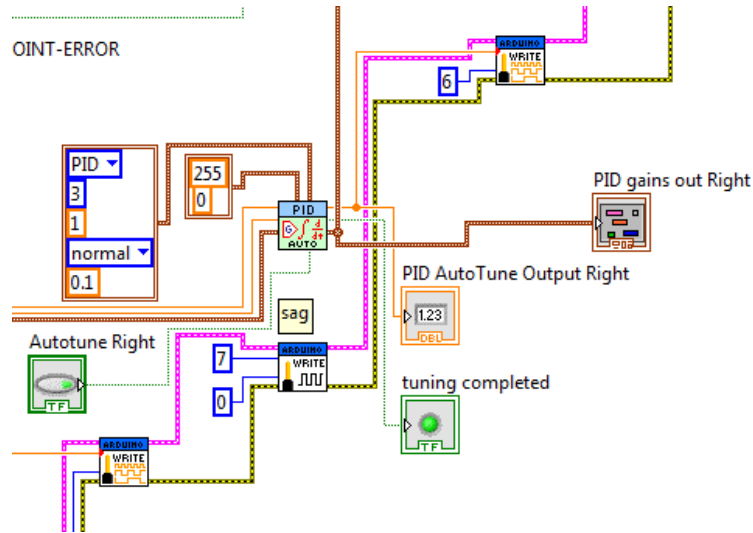 OINT-ERROR
ARDUINO
WRITE
6
PID
3
1
normal
0.1
255
0
PID
AUTO
PID gains out Right
PID AutoTune Output Right
1.23
DBL
sag
Autotune Right
TF
7
0
ARDUINO
WRITE
tuning completed
TF
ARDUINO
WRITE